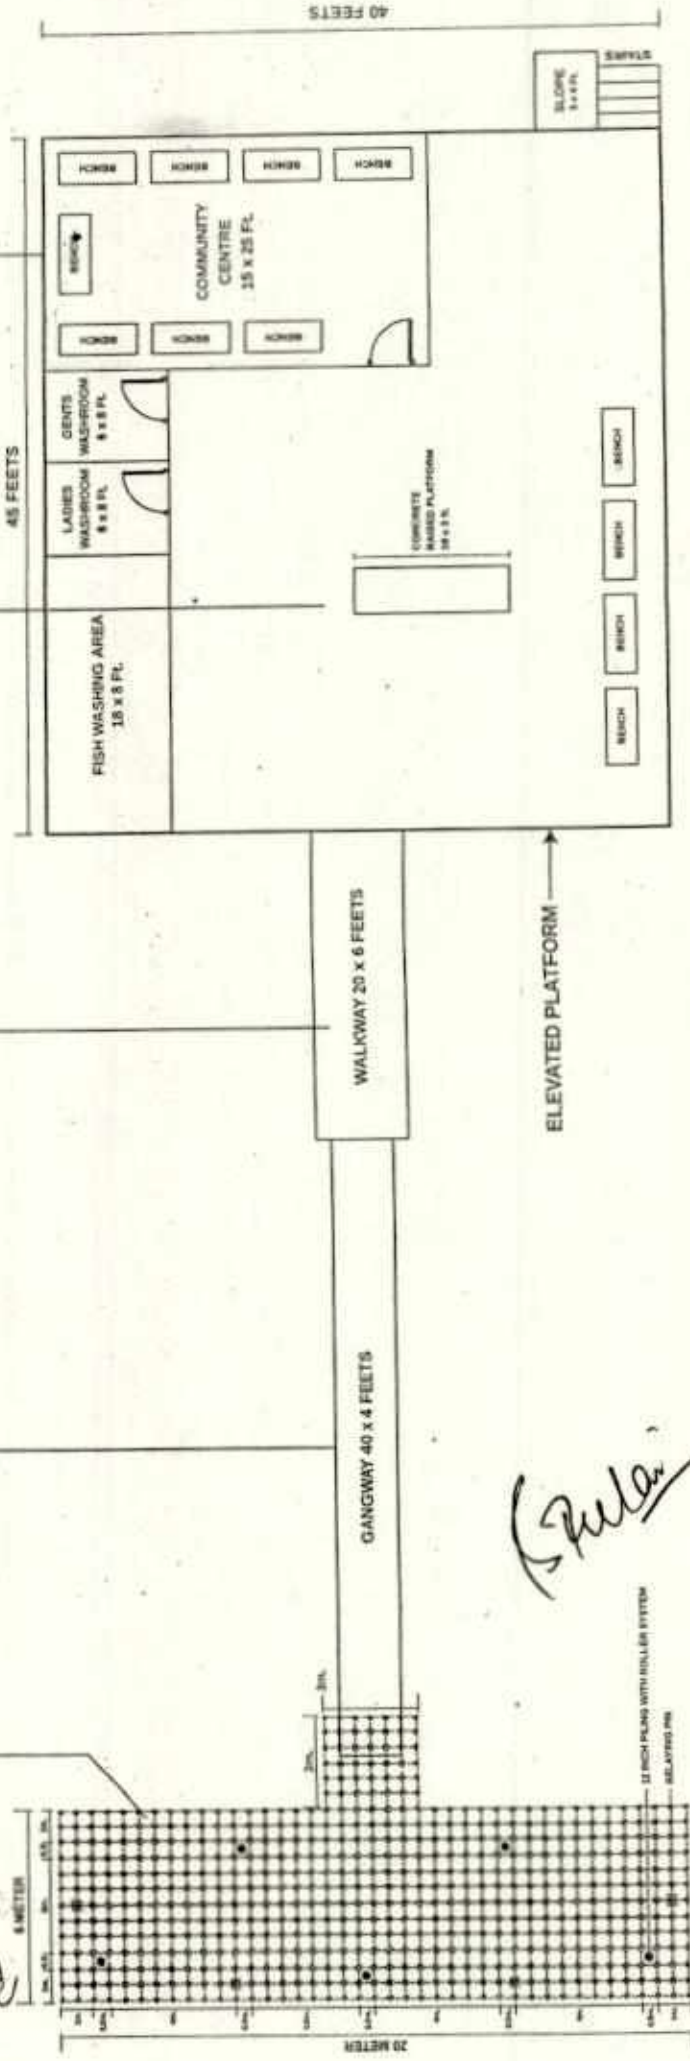 40 FEETS
STAIRS
SLOPE
45 FEETS
BENCH
BENCH
BENCH
BENCH
BENCH
COMMUNITY
CENTRE
15 x 25 Ft.
BENCH
BENCH
BENCH
GENTS
WASHROOM
6 x 8 Ft.
LADIES
WASHROOM
6 x 8 Ft.
FISH WASHING AREA
18 x 8 Ft.
CONCRETE
RAISED PLATFORM
BENCH
BENCH
BENCH
BENCH
WALKWAY 20 x 6 FEETS
ELEVATED PLATFORM
GANGWAY 40 x 4 FEETS
12 INCH PILING WITH ROLLER SYSTEM
6 METER
20 METER